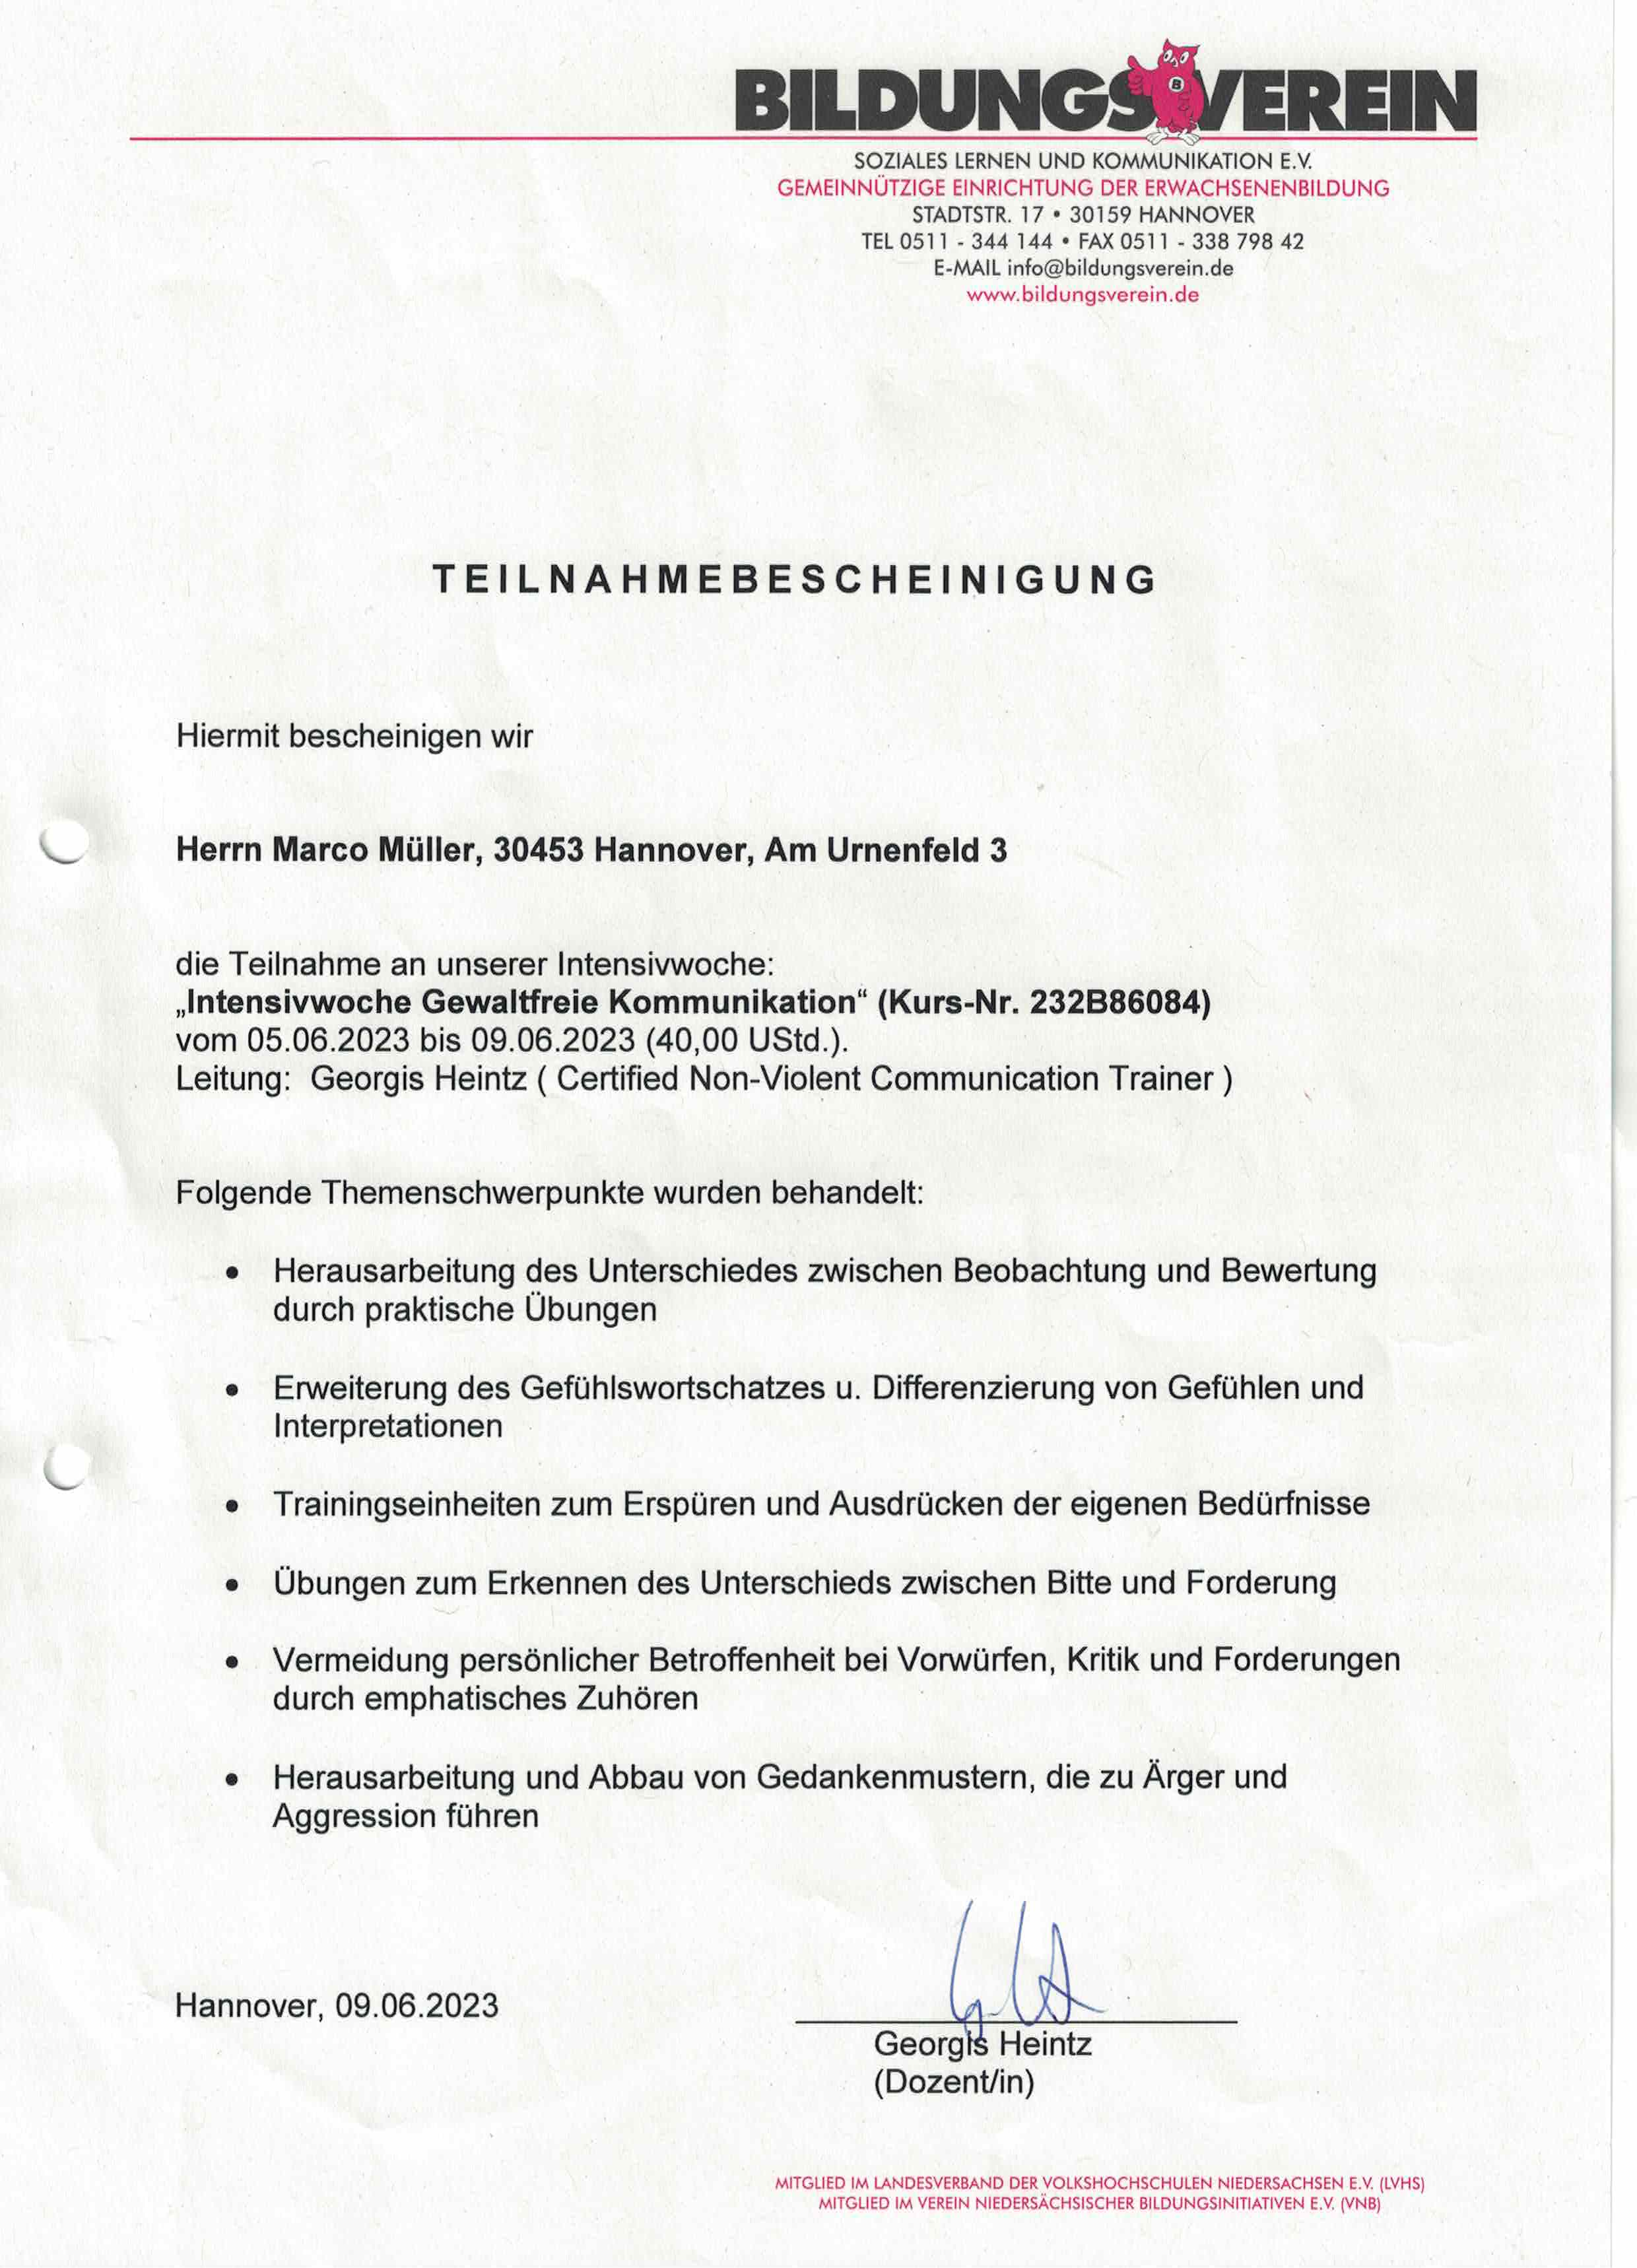 BILDUNGSVEREIN
B
SOZIALES LERNEN UND KOMMUNIKATION E.V.
GEMEINNÜTZIGE EINRICHTUNG DER ERWACHSENENBILDUNG
STADTSTR. 17 • 30159 HANNOVER
TEL 0511 - 344 144 • FAX 0511 - 338 798 42
E-MAIL info@bildungsverein.de
www.bildungsverein.de
TEILNAHMEBESCHEINIGUNG
Hiermit bescheinigen wir
Herrn Marco Müller, 30453 Hannover, Am Urnenfeld 3
die Teilnahme an unserer Intensivwoche:
„Intensivwoche Gewaltfreie Kommunikation“ (Kurs-Nr. 232B86084)
vom 05.06.2023 bis 09.06.2023 (40,00 UStd.).
Leitung: Georgis Heintz ( Certified Non-Violent Communication Trainer )
Folgende Themenschwerpunkte wurden behandelt:
• Herausarbeitung des Unterschiedes zwischen Beobachtung und Bewertung
durch praktische Übungen
• Erweiterung des Gefühlswortschatzes u. Differenzierung von Gefühlen und
Interpretationen
• Trainingseinheiten zum Erspüren und Ausdrücken der eigenen Bedürfnisse
• Übungen zum Erkennen des Unterschieds zwischen Bitte und Forderung
• Vermeidung persönlicher Betroffenheit bei Vorwürfen, Kritik und Forderungen
durch emphatisches Zuhören
• Herausarbeitung und Abbau von Gedankenmustern, die zu Ärger und
Aggression führen
Hannover, 09.06.2023
Georgis Heintz
(Dozent/in)
MITGLIED IM LANDESVERBAND DER VOLKSHOCHSCHULEN NIEDERSACHSEN E.V. (LVHS)
MITGLIED IM VEREIN NIEDERSÄCHSISCHER BILDUNGSINITIATIVEN E.V. (VNB)